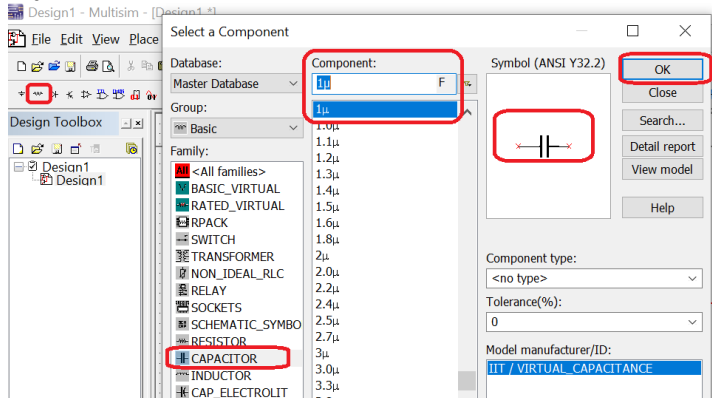 Design1 - Multisim - [Design1 *]
File Edit View Place
Design Toolbox
Design1
Design1
Select a Component
Database:
Master Database
Group:
Basic
Family:
All <All families>
BASIC_VIRTUAL
RATED_VIRTUAL
RPACK
SWITCH
TRANSFORMER
NON_IDEAL_RLC
RELAY
SOCKETS
SCHEMATIC_SYMBO
RESISTOR
CAPACITOR
INDUCTOR
CAP_ELECTROLIT
Component:
1µ F
1µ
1.0µ
1.1µ
1.2µ
1.3µ
1.4µ
1.5µ
1.6µ
1.8µ
2µ
2.0µ
2.2µ
2.4µ
2.5µ
2.7µ
3µ
3.0µ
3.3µ
Symbol (ANSI Y32.2)
OK
Close
Search...
Detail report
View model
Help
Component type:
<no type>
Tolerance(%):
0
Model manufacturer/ID:
IIT / VIRTUAL_CAPACITANCE